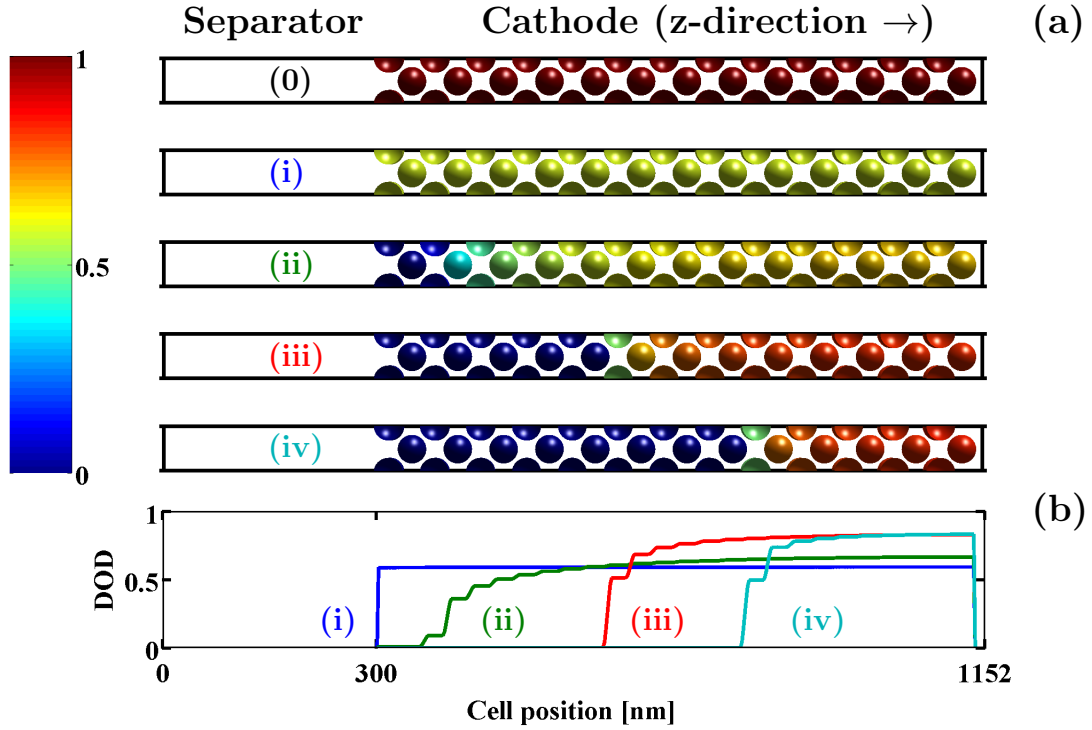 Separator Cathode (z-direction →) (a)
1
0.5
0
(0)
(i)
(ii)
(iii)
(iv)
(b)
1
0.5
0
DOD
(i) (ii) (iii) (iv)
0 300 1152
Cell position [nm]